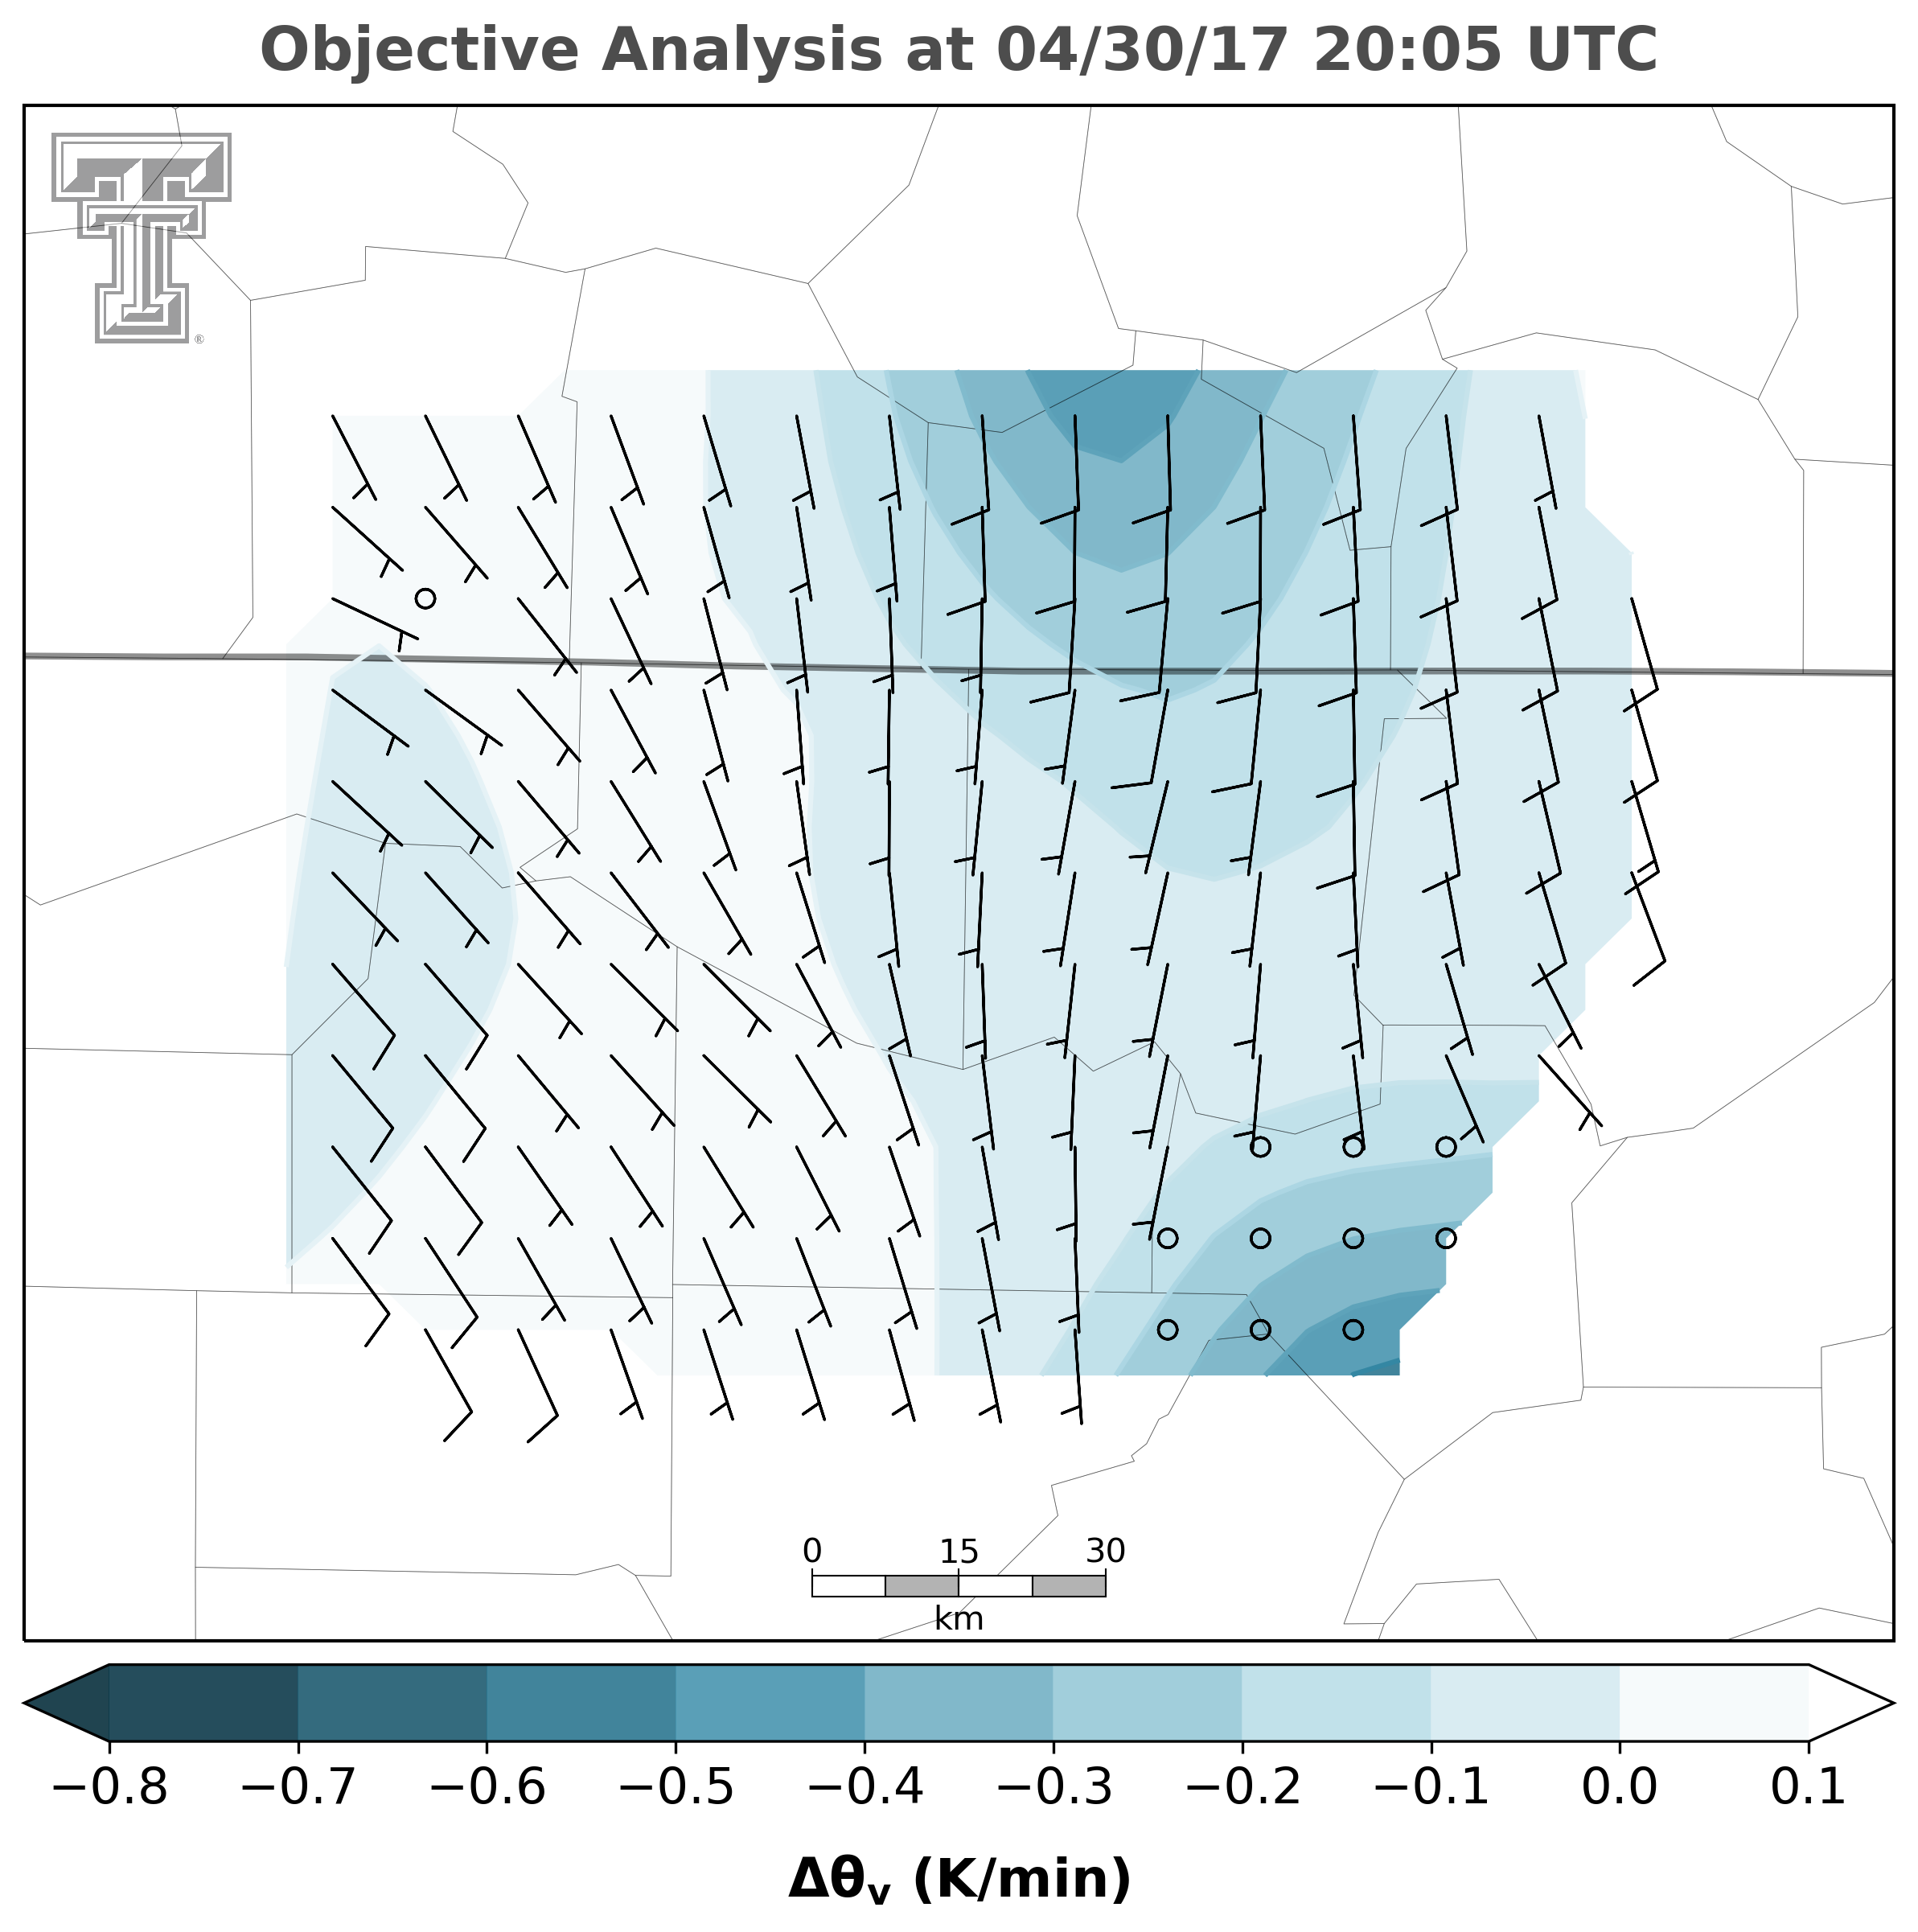 Objective Analysis at 04/30/17 20:05 UTC
®
0 15 30
km
−0.8 −0.7 −0.6 −0.5 −0.4 −0.3 −0.2 −0.1 0.0 0.1
Δθv (K/min)